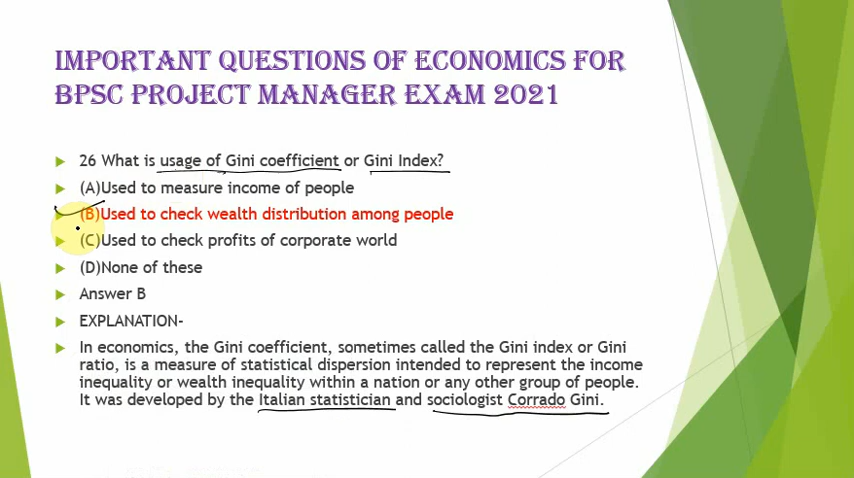 IMPORTANT QUESTIONS OF ECONOMICS FOR
BPSC PROJECT MANAGER EXAM 2021
26 What is usage of Gini coefficient or Gini Index?
(A)Used to measure income of people
(B)Used to check wealth distribution among people
(C)Used to check profits of corporate world
(D)None of these
Answer B
EXPLANATION-
In economics, the Gini coefficient, sometimes called the Gini index or Gini
ratio, is a measure of statistical dispersion intended to represent the income
inequality or wealth inequality within a nation or any other group of people.
It was developed by the Italian statistician and sociologist Corrado Gini.